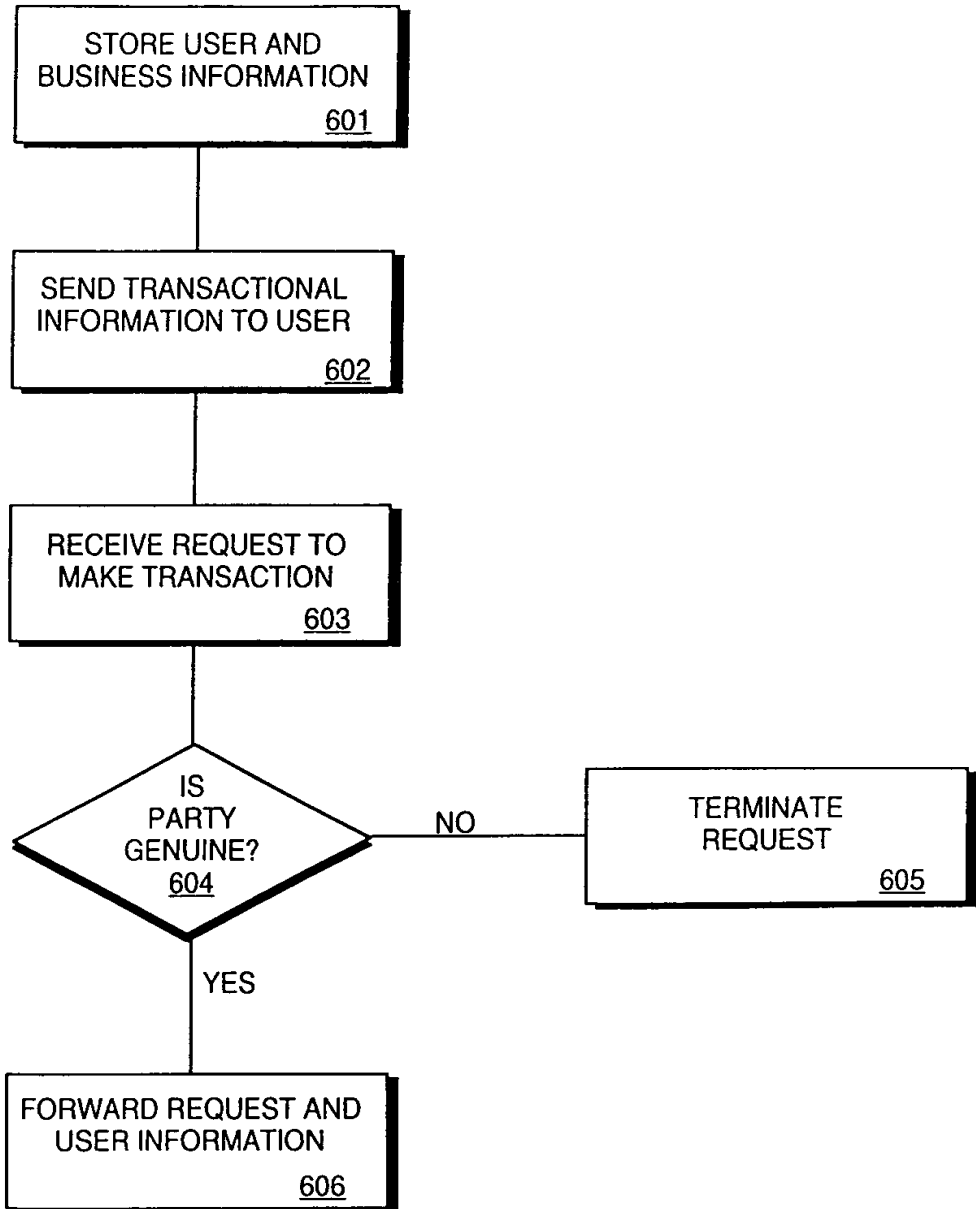 STORE USER AND
BUSINESS INFORMATION
601
SEND TRANSACTIONAL
INFORMATION TO USER
602
RECEIVE REQUEST TO
MAKE TRANSACTION
603
IS
PARTY
GENUINE?
604
NO
TERMINATE
REQUEST
605
YES
FORWARD REQUEST AND
USER INFORMATION
606